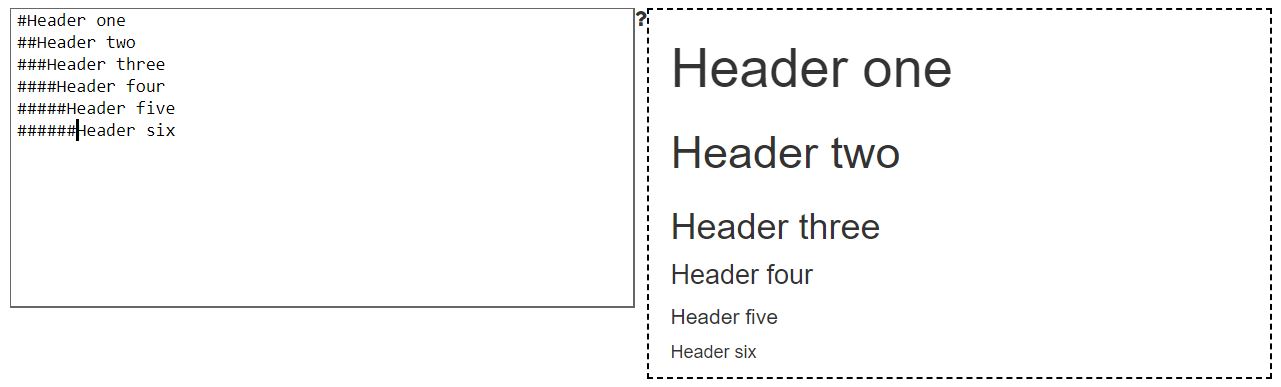 #Header one
##Header two
###Header three
####Header four
#####Header five
######Header six
?
Header one
Header two
Header three
Header four
Header five
Header six